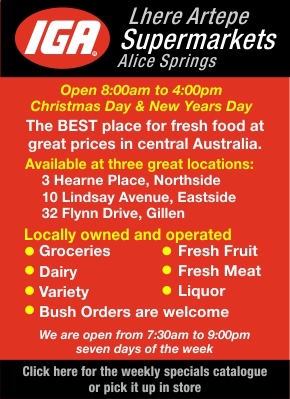 IGA
Lhere Artepe
Supermarkets
Alice Springs
Open 8:00am to 4:00pm
Christmas Day & New Years Day
The BEST place for fresh food at
great prices in central Australia.
Available at three great locations:
3 Hearne Place, Northside
10 Lindsay Avenue, Eastside
32 Flynn Drive, Gillen
Locally owned and operated
Groceries
Fresh Fruit
Dairy
Fresh Meat
Variety
Liquor
Bush Orders are welcome
We are open from 7:30am to 9:00pm
seven days of the week
Click here for the weekly specials catalogue
or pick it up in store